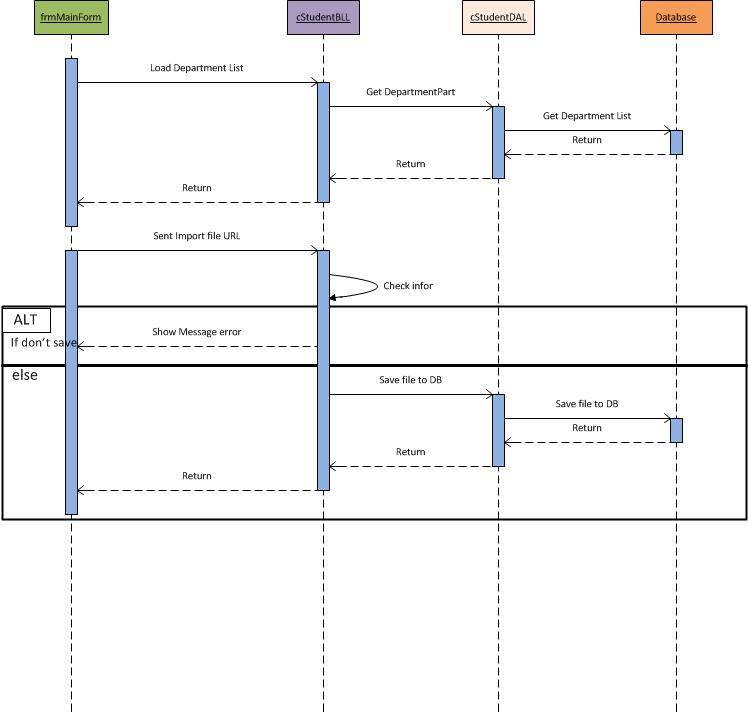 frmMainForm
cStudentBLL
cStudentDAL
Database
Load Department List
Get DepartmentPart
Get Department List
Return
Return
Return
Sent Import file URL
Check infor
ALT
If don't save
Show Message error
else
Save file to DB
Save file to DB
Return
Return
Return